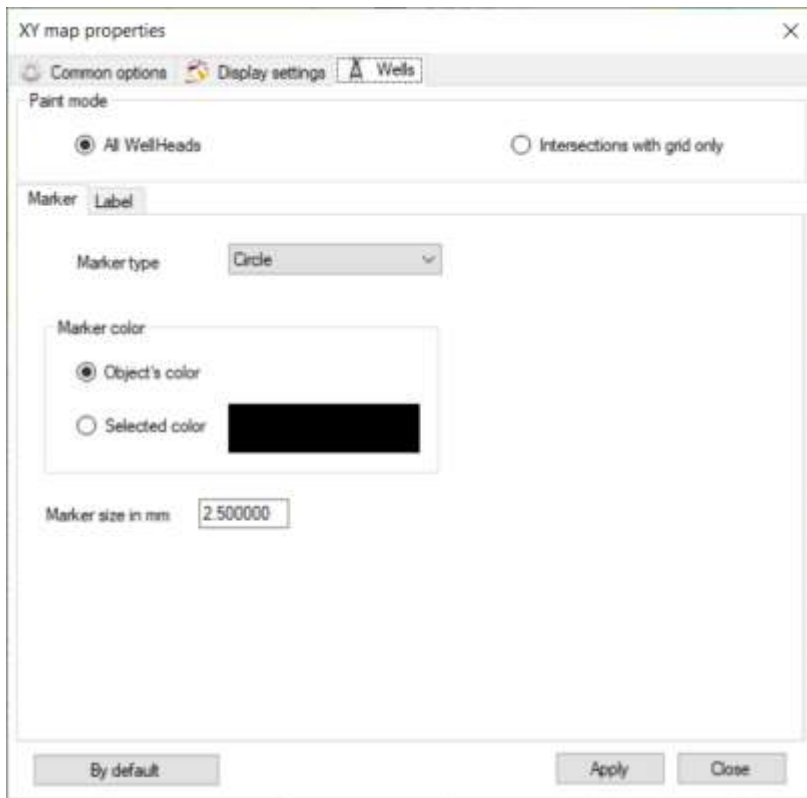 XY map properties
Common options Display settings Wells
Paint mode
All WellHeads Intersections with grid only
Marker Label
Marker type Circle
Marker color
Object's color
Selected color
Marker size in mm 2.500000
By default Apply Close